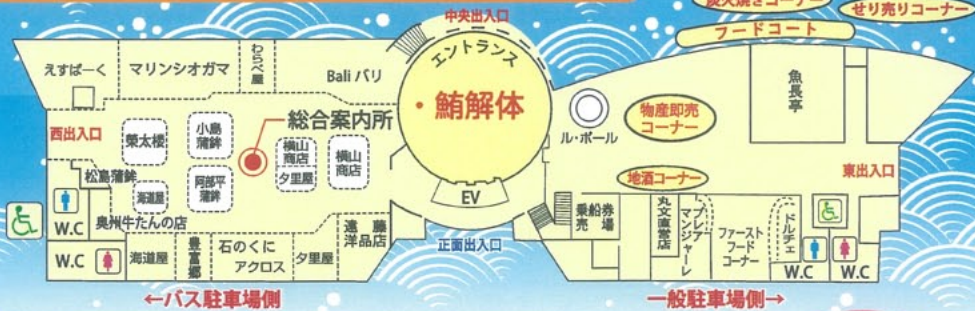 中央出入口
炭火焼きコーナー
せり売りコーナー
フードコート
えすぱーく
マリンシオガマ
わらべ屋
Bali バリ
エントランス
・鮪解体
魚長亭
物産即売
コーナー
ル・ポール
総合案内所
西出入口
榮太楼
小島
蒲鉾
横山
商店
夕里屋
横山
商店
松島蒲鉾
海道屋
阿部平
蒲鉾
奥州牛たんの店
地酒コーナー
東出入口
EV
W.C
W.C
海道屋
豊富郷
石のくに
アクロス
夕里屋
遠藤
洋品店
正面出入口
乗船券
売場
丸文直営店
プレア
マンジャーレ
ファースト
フード
コーナー
ドルチェ
W.C
W.C
←バス駐車場側
一般駐車場側→